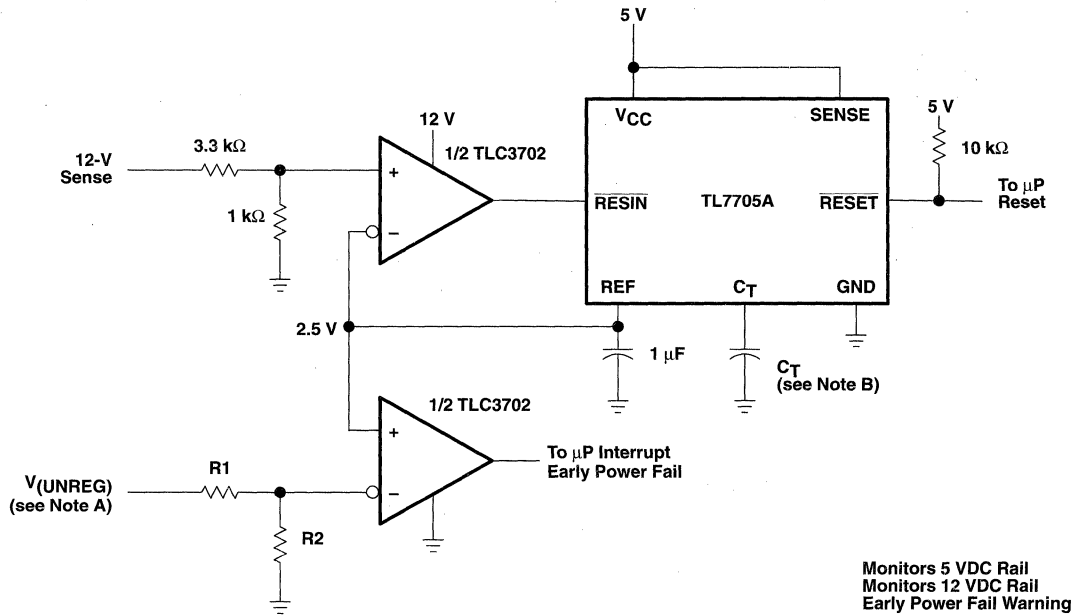 5 V
VCC
SENSE
5 V
10 kΩ
12 V
1/2 TLC3702
3.3 kΩ
12-V
Sense
+
1 kΩ
−
RESIN
TL7705A
RESET
To μP
Reset
REF
CT
GND
2.5 V
1 μF
CT
(see Note B)
1/2 TLC3702
+
To μP Interrupt
Early Power Fail
R1
V(UNREG)
(see Note A)
−
R2
Monitors 5 VDC Rail
Monitors 12 VDC Rail
Early Power Fail Warning